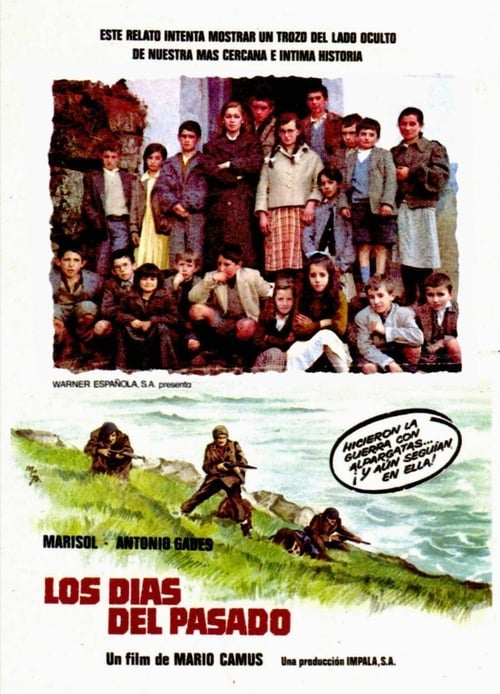 ESTE RELATO INTENTA MOSTRAR UN TROZO DEL LADO OCULTO
DE NUESTRA MAS CERCANA E INTIMA HISTORIA
WARNER ESPAÑOLA, S.A. presenta
HICIERON LA
GUERRA CON
ALPARGATAS...
¡Y AÚN SEGUÍAN
EN ELLA!
MARISOL - ANTONIO GADES
LOS DIAS
DEL PASADO
Un film de MARIO CAMUS
Una producción IMPALA, S.A.